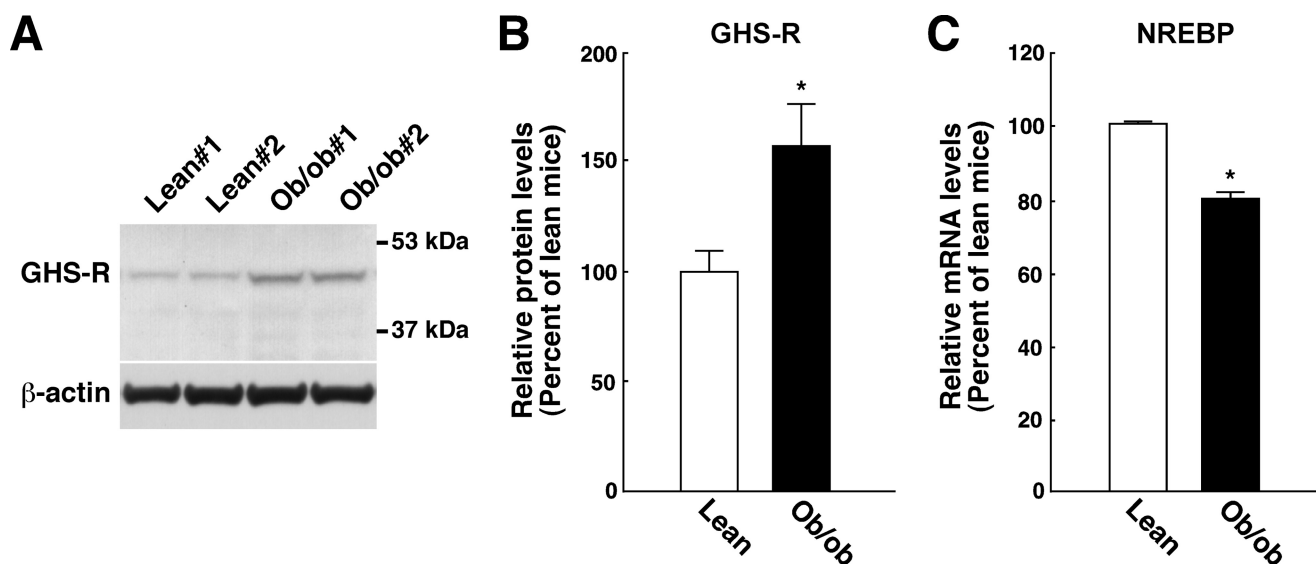 A
Lean#1
Lean#2
Ob/ob#1
Ob/ob#2
GHS-R
53 kDa
37 kDa
β-actin
B
GHS-R
Relative protein levels
(Percent of lean mice)
200
150
100
50
0
*
Lean
Ob/ob
C
NREBP
Relative mRNA levels
(Percent of lean mice)
120
100
80
60
40
20
0
*
Lean
Ob/ob